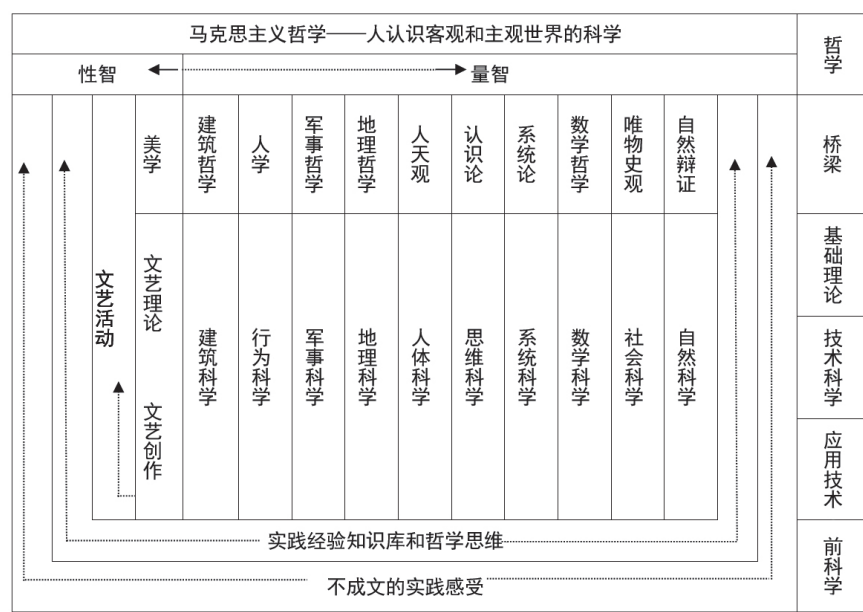 马克思主义哲学——人认识客观和主观世界的科学
哲学
性智
量智
美学
建筑哲学
人学
军事哲学
地理哲学
人天观
认识论
系统论
数学哲学
唯物史观
自然辩证
桥梁
文艺活动
文艺理论
文艺创作
建筑科学
行为科学
军事科学
地理科学
人体科学
思维科学
系统科学
数学科学
社会科学
自然科学
基础理论
技术科学
应用技术
实践经验知识库和哲学思维
不成文的实践感受
前科学